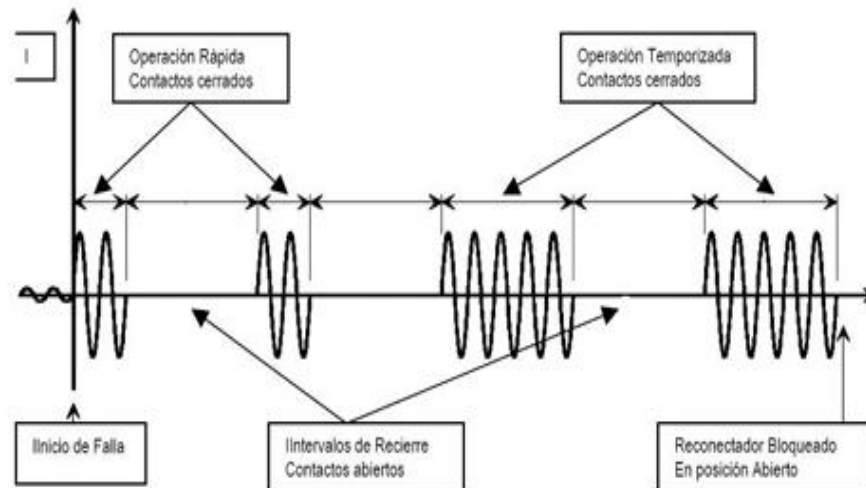 I
Operación Rápida
Contactos cerrados
Operación Temporizada
Contactos cerrados
IInicio de Falla
IIntervalos de Recierre
Contactos abiertos
Reconectador Bloqueado
En posición Abierto